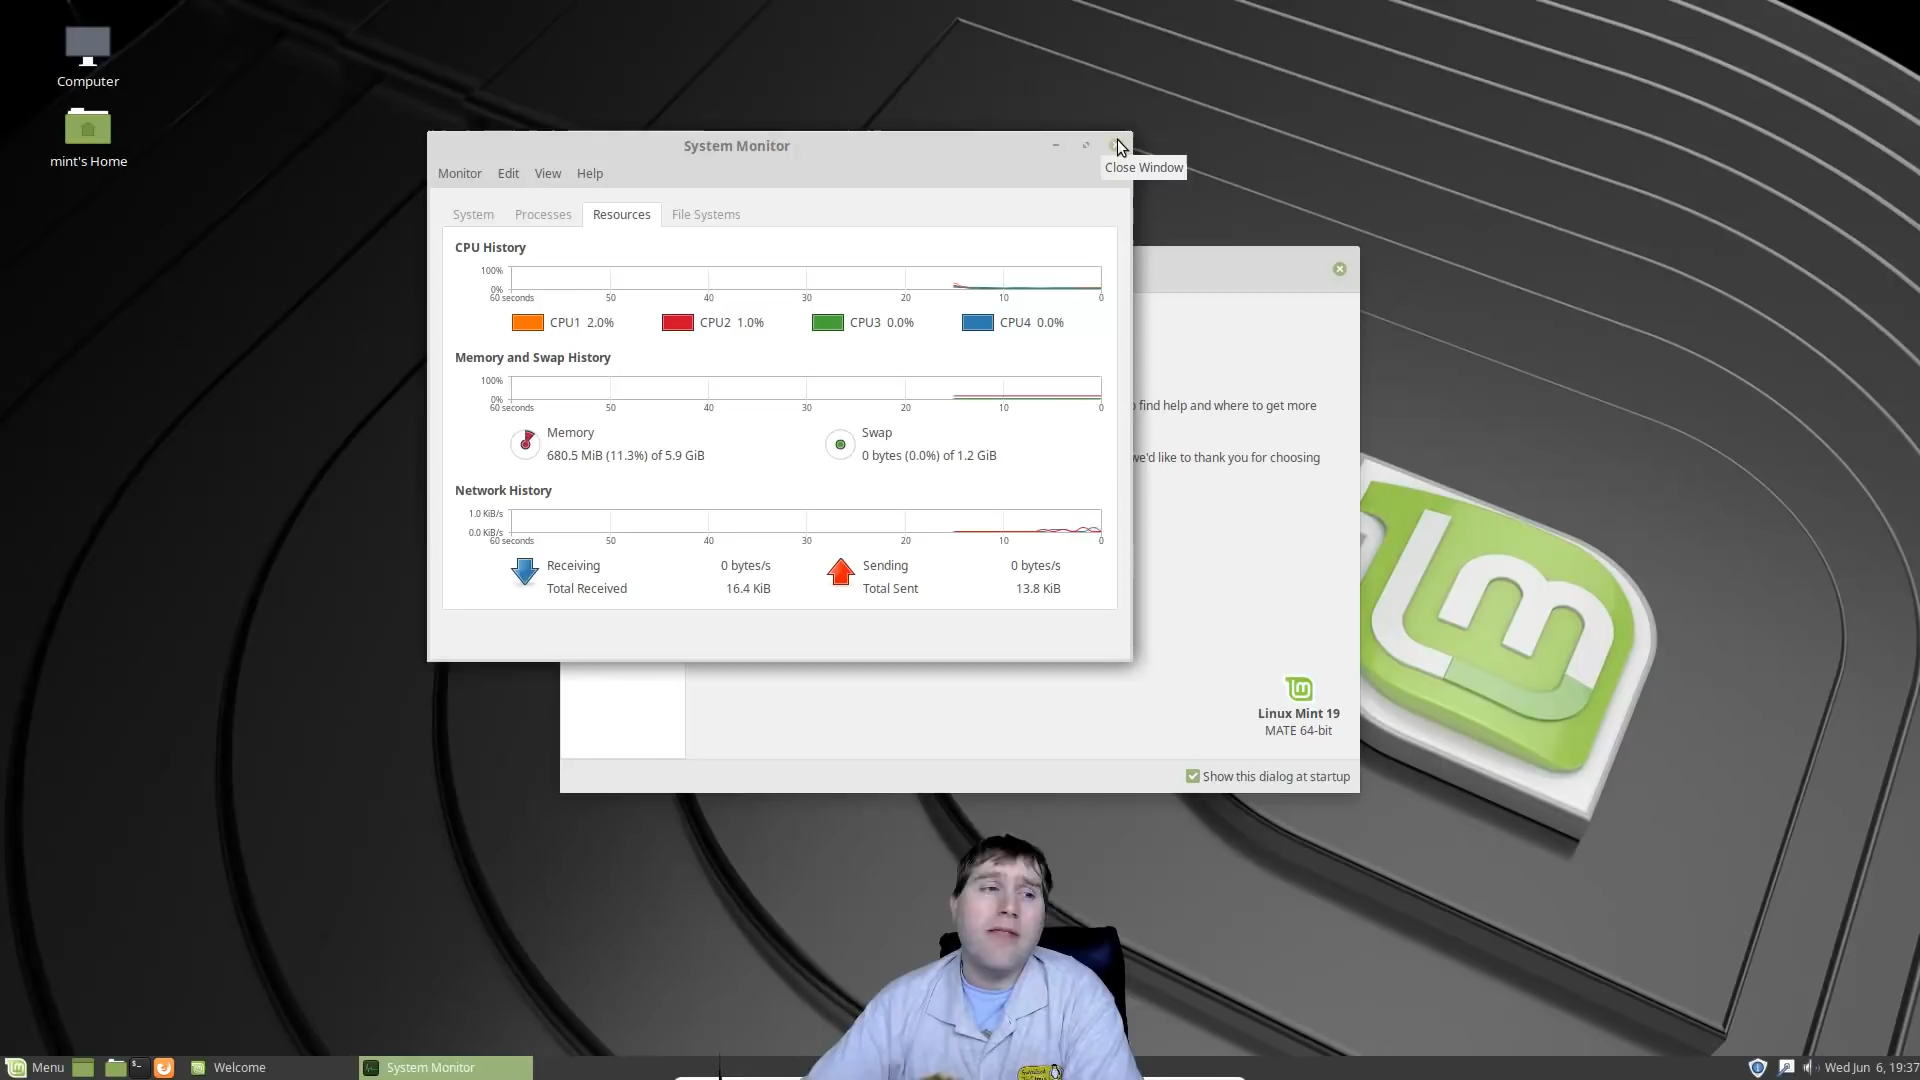 Computer
mint's Home
System Monitor
Close Window
Monitor Edit View Help
System Processes Resources File Systems
CPU History
100%
0%
60 seconds 50 40 30 20 10 0
CPU1 2.0% CPU2 1.0% CPU3 0.0% CPU4 0.0%
Memory and Swap History
100%
0%
60 seconds 50 40 30 20 10 0
Memory
680.5 MiB (11.3%) of 5.9 GiB
Swap
0 bytes (0.0%) of 1.2 GiB
Network History
1.0 KiB/s
0.0 KiB/s
60 seconds 50 40 30 20 10 0
Receiving 0 bytes/s
Total Received 16.4 KiB
Sending 0 bytes/s
Total Sent 13.8 KiB
find help and where to get more
we'd like to thank you for choosing
Linux Mint 19
MATE 64-bit
Show this dialog at startup
Menu Welcome System Monitor Wed Jun 6, 19:37